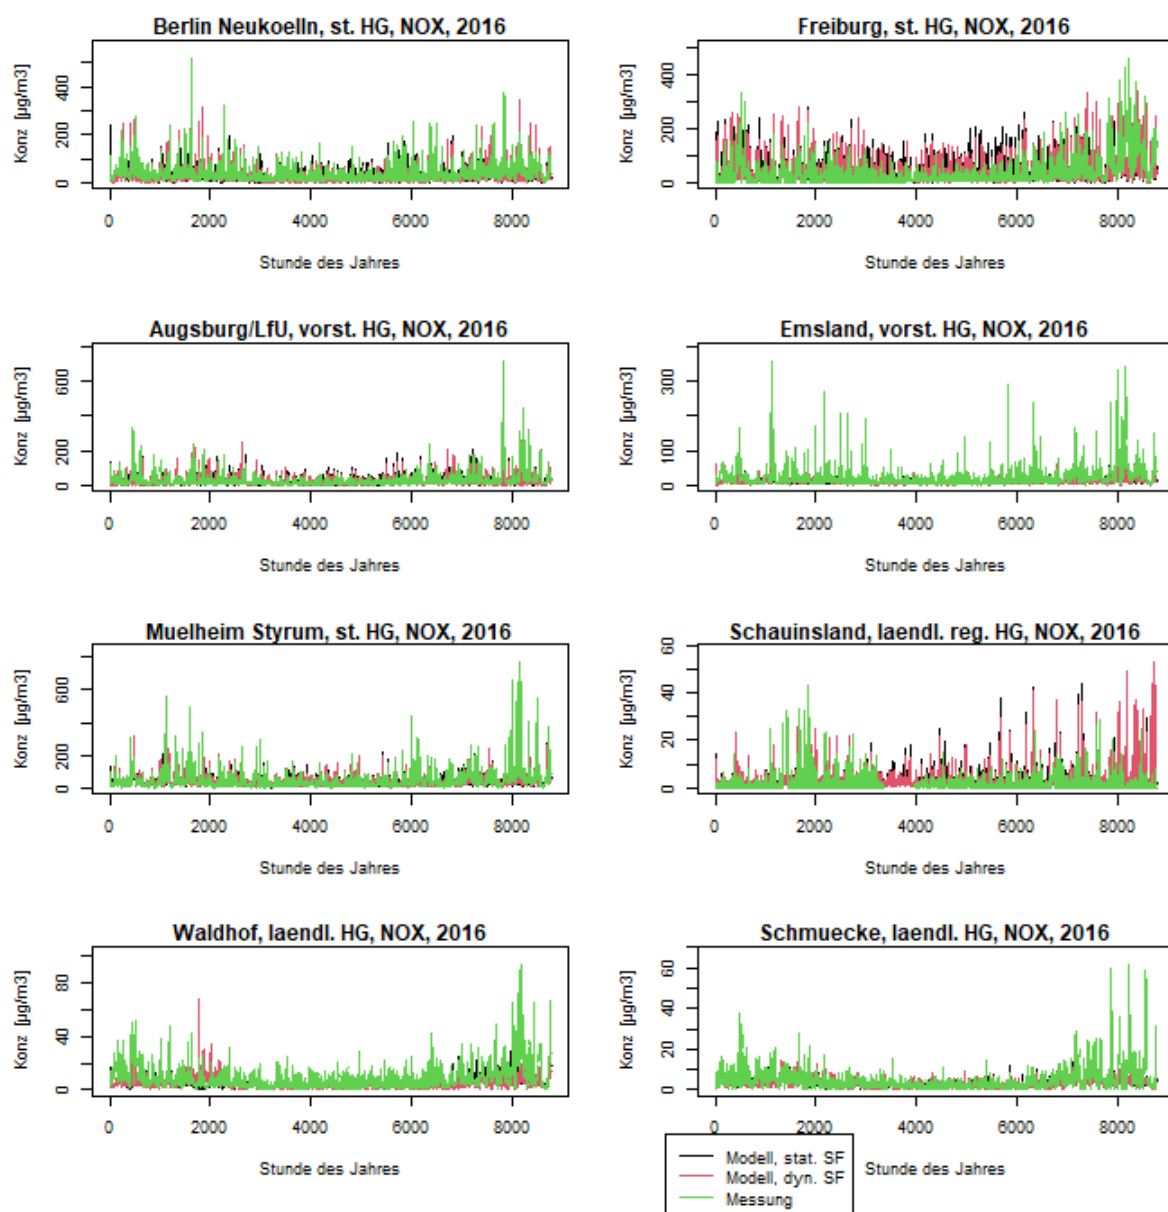 Berlin Neukoelln, st. HG, NOX, 2016
Konz [µg/m3]
0 200 400
0 2000 4000 6000 8000
Stunde des Jahres
Freiburg, st. HG, NOX, 2016
Konz [µg/m3]
0 200 400
0 2000 4000 6000 8000
Stunde des Jahres
Augsburg/LfU, vorst. HG, NOX, 2016
Konz [µg/m3]
0 200 600
0 2000 4000 6000 8000
Stunde des Jahres
Emsland, vorst. HG, NOX, 2016
Konz [µg/m3]
0 100 300
0 2000 4000 6000 8000
Stunde des Jahres
Muelheim Styrum, st. HG, NOX, 2016
Konz [µg/m3]
0 200 600
0 2000 4000 6000 8000
Stunde des Jahres
Schauinsland, laendl. reg. HG, NOX, 2016
Konz [µg/m3]
0 20 40 60
0 2000 4000 6000 8000
Stunde des Jahres
Waldhof, laendl. HG, NOX, 2016
Konz [µg/m3]
0 40 80
0 2000 4000 6000 8000
Stunde des Jahres
Schmuecke, laendl. HG, NOX, 2016
Konz [µg/m3]
0 20 40 60
0 2000 4000 6000 8000
Stunde des Jahres
Modell, stat. SF
Modell, dyn. SF
Messung